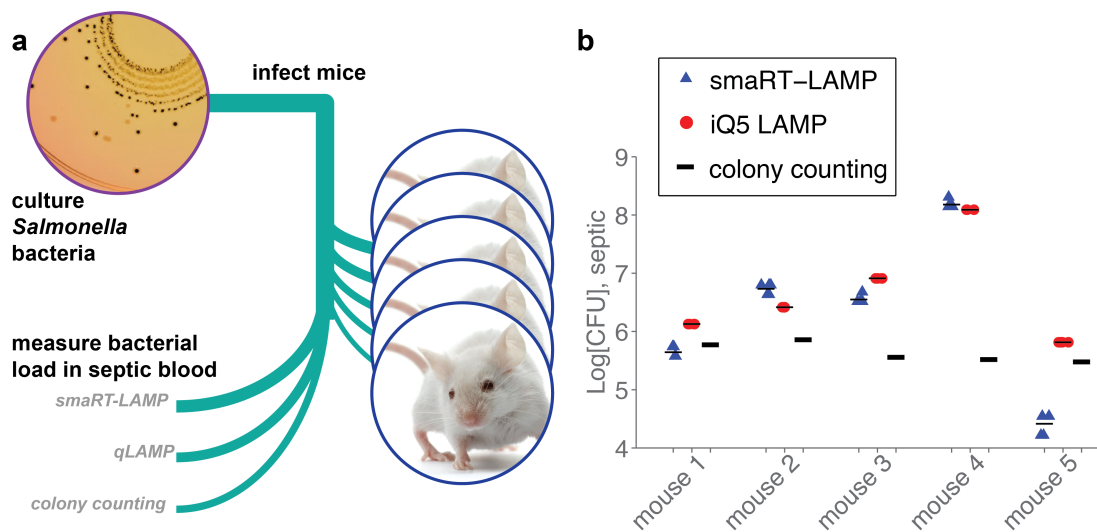 a
infect mice
culture
Salmonella
bacteria
measure bacterial
load in septic blood
smaRT-LAMP
qLAMP
colony counting
b
smaRT–LAMP
iQ5 LAMP
colony counting
Log[CFU], septic
9
8
7
6
5
4
mouse 1
mouse 2
mouse 3
mouse 4
mouse 5